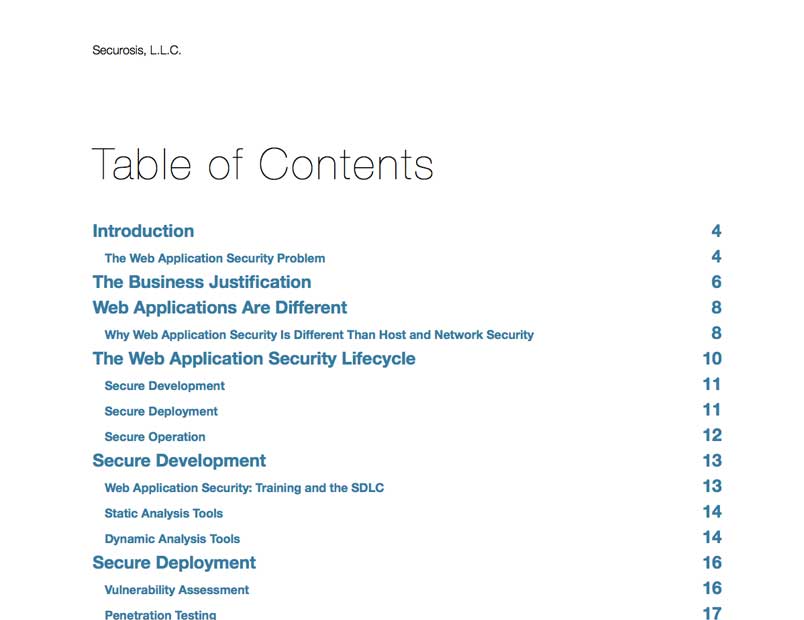 Securosis, L.L.C.
Table of Contents
Introduction 4
The Web Application Security Problem 4
The Business Justification 6
Web Applications Are Different 8
Why Web Application Security Is Different Than Host and Network Security 8
The Web Application Security Lifecycle 10
Secure Development 11
Secure Deployment 11
Secure Operation 12
Secure Development 13
Web Application Security: Training and the SDLC 13
Static Analysis Tools 14
Dynamic Analysis Tools 14
Secure Deployment 16
Vulnerability Assessment 16
Penetration Testing 17